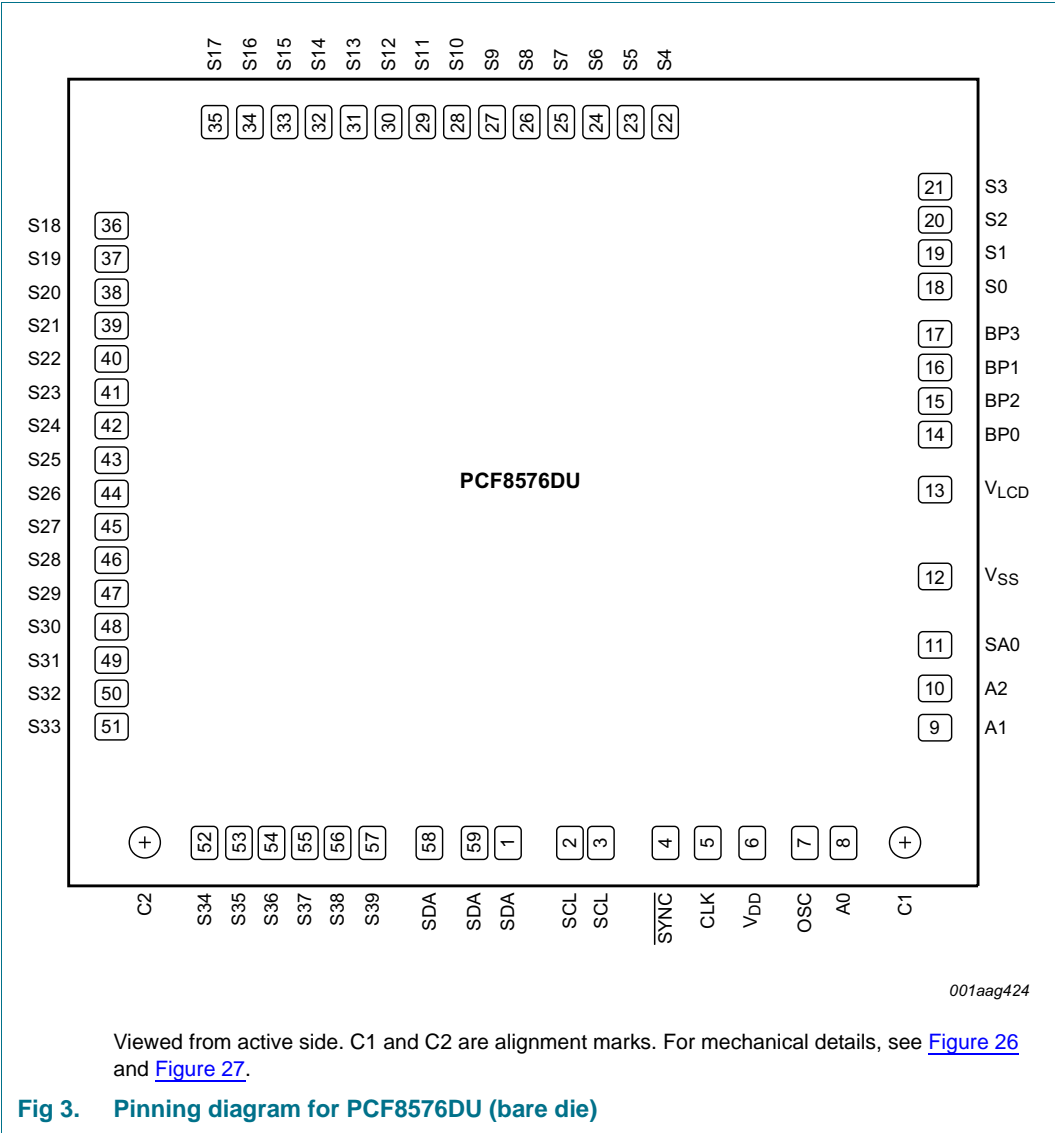 S17 S16 S15 S14 S13 S12 S11 S10 S9 S8 S7 S6 S5 S4
35 34 33 32 31 30 29 28 27 26 25 24 23 22
21 S3
20 S2
19 S1
18 S0
17 BP3
16 BP1
15 BP2
14 BP0
13 VLCD
12 VSS
11 SA0
10 A2
9 A1
S18 36
S19 37
S20 38
S21 39
S22 40
S23 41
S24 42
S25 43
S26 44
S27 45
S28 46
S29 47
S30 48
S31 49
S32 50
S33 51
PCF8576DU
52 53 54 55 56 57 58 59 1 2 3 4 5 6 7 8
C2 S34 S35 S36 S37 S38 S39 SDA SDA SDA SCL SCL SYNC CLK VDD OSC A0 C1
001aag424
Viewed from active side. C1 and C2 are alignment marks. For mechanical details, see Figure 26
and Figure 27.
Fig 3. Pinning diagram for PCF8576DU (bare die)